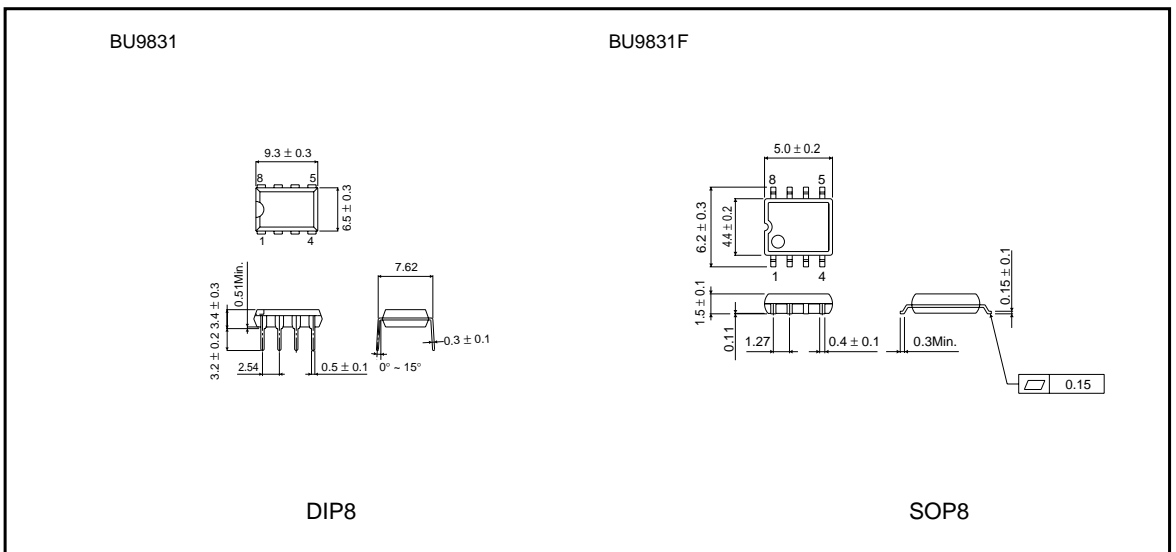 BU9831
9.3 ± 0.3
8 5
6.5 ± 0.3
1 4
0.51Min.
3.4 ± 0.3
3.2 ± 0.2
7.62
2.54
0.5 ± 0.1
0° ~ 15°
0.3 ± 0.1
DIP8
BU9831F
5.0 ± 0.2
8 5
6.2 ± 0.3
4.4 ± 0.2
1 4
1.5 ± 0.1
0.11
1.27
0.4 ± 0.1
0.3Min.
0.15 ± 0.1
0.15
SOP8